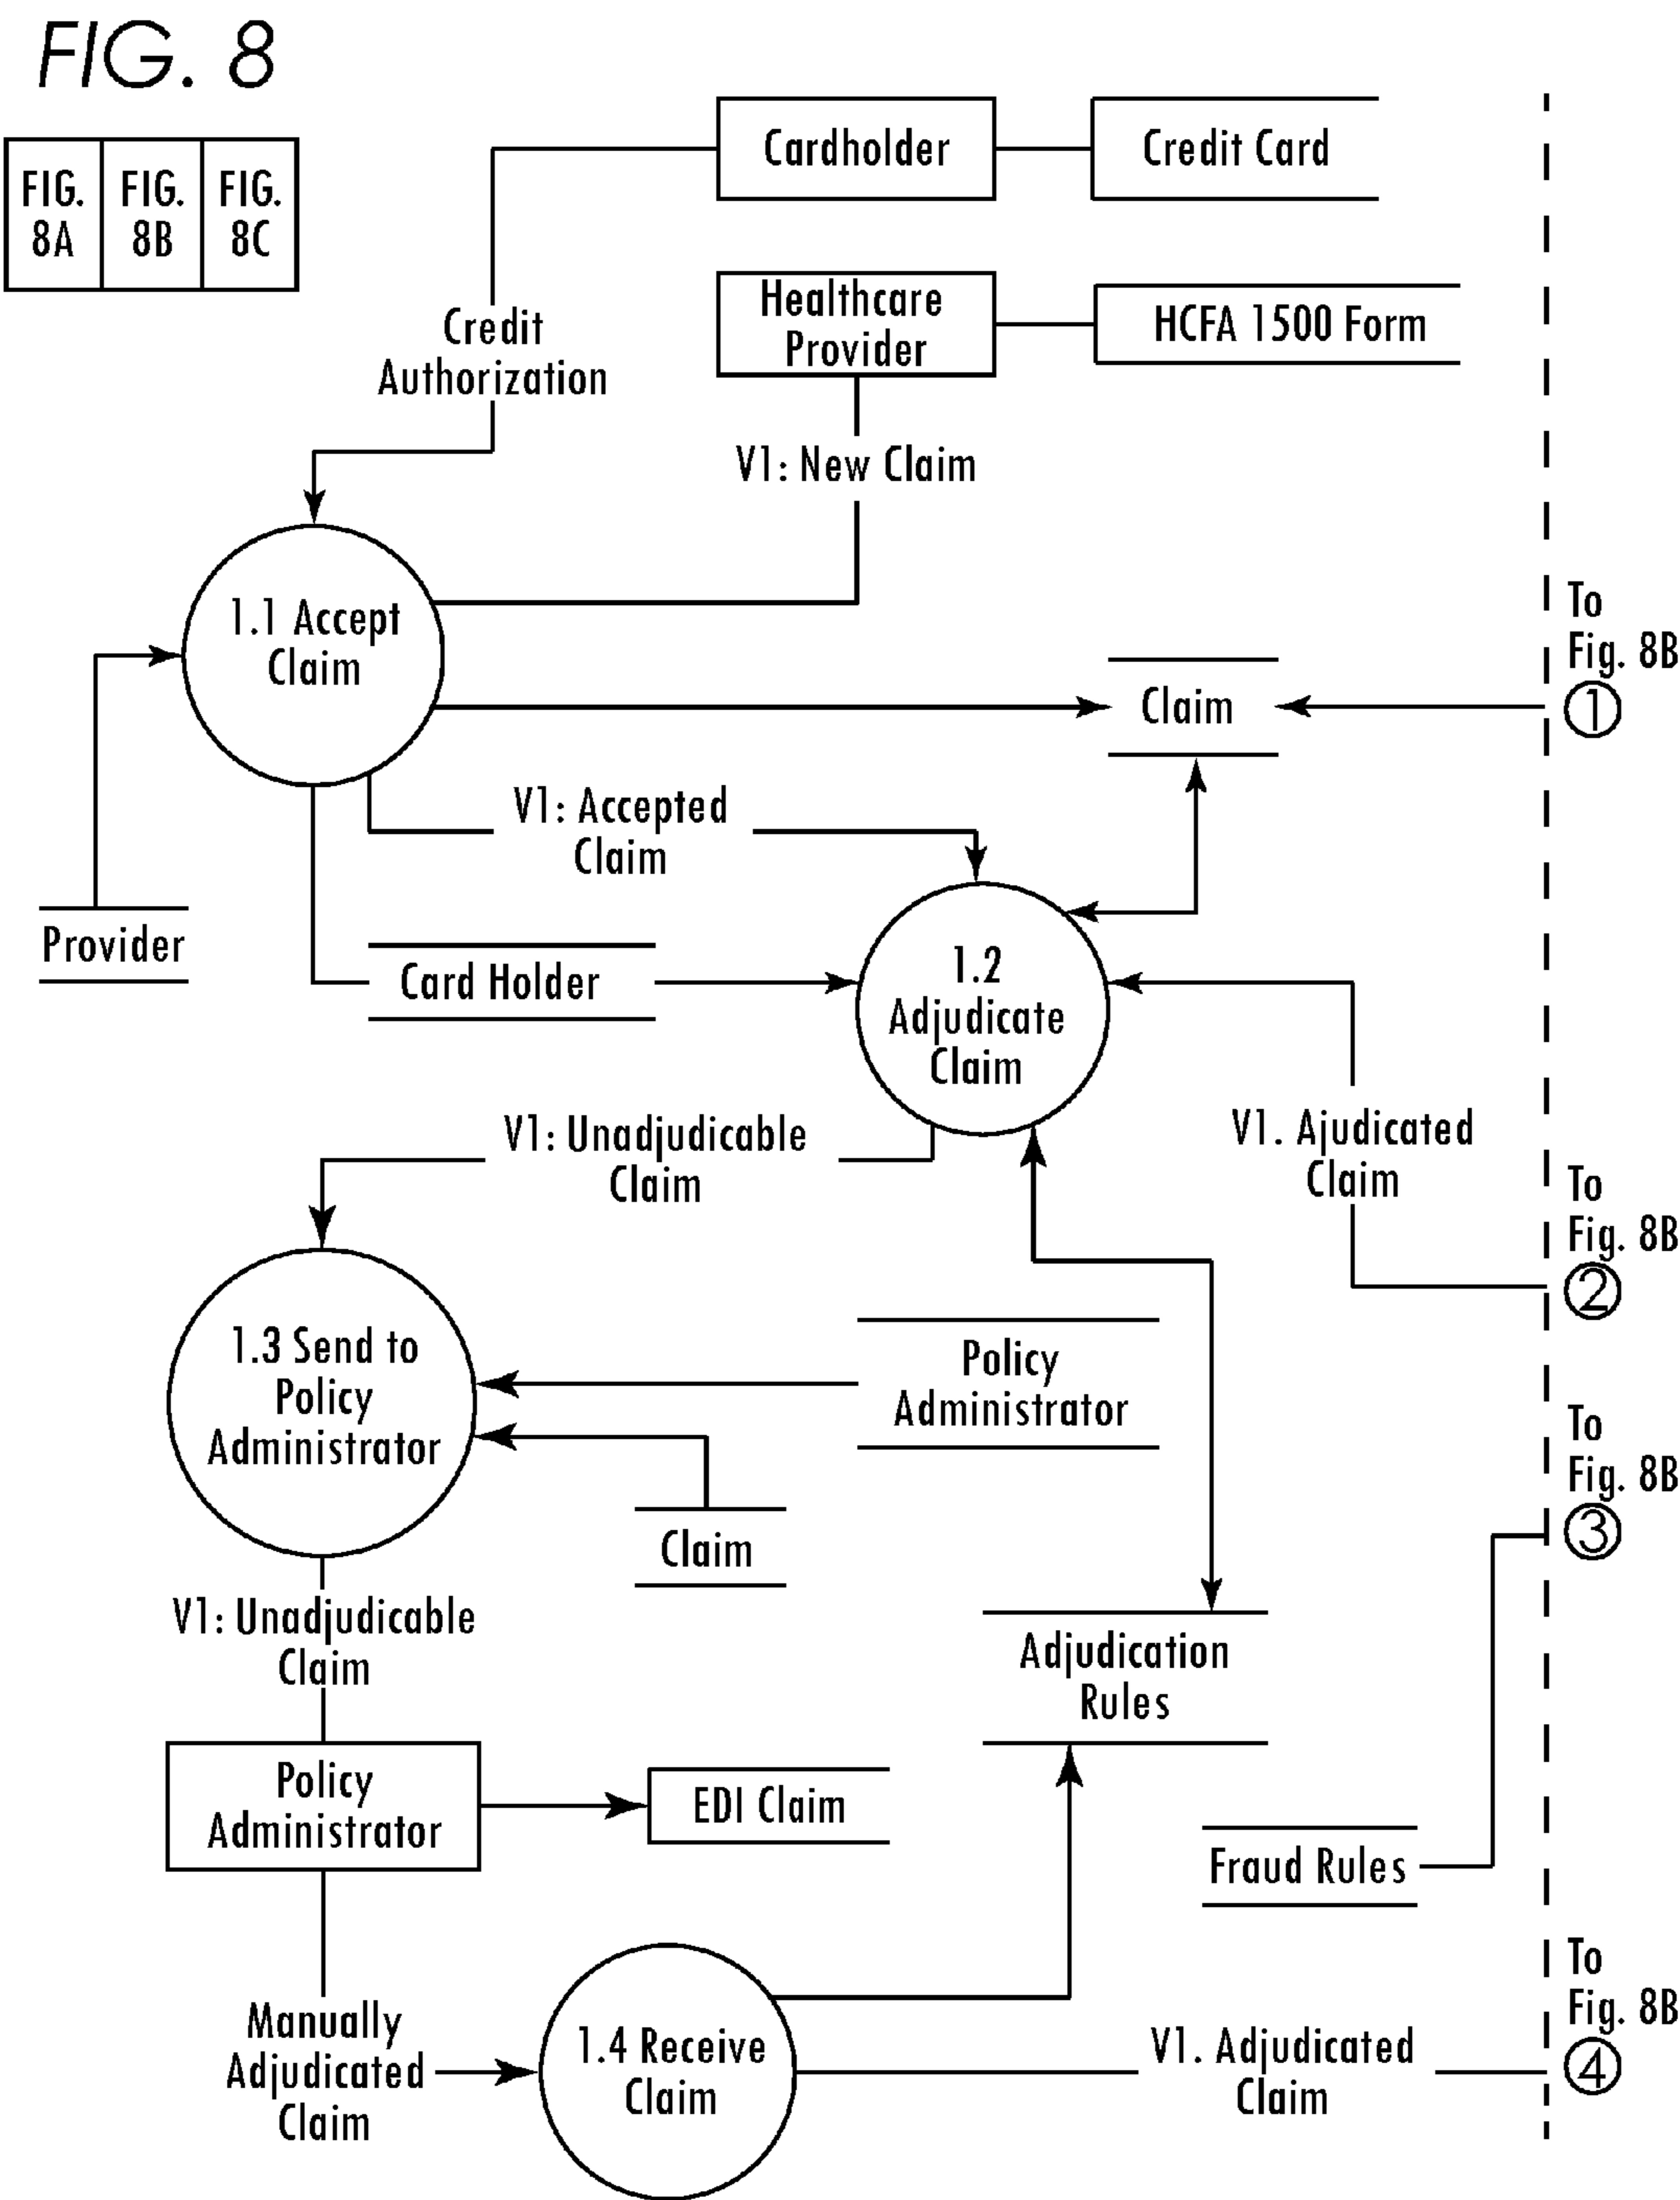 FIG. 8
FIG.
8A
FIG.
8B
FIG.
8C
Cardholder
Credit Card
Healthcare
Provider
HCFA 1500 Form
Credit
Authorization
V1: New Claim
1.1 Accept
Claim
To
Fig. 8B
1
Claim
V1: Accepted
Claim
Provider
Card Holder
1.2
Adjudicate
Claim
V1: Unadjudicable
Claim
V1. Ajudicated
Claim
To
Fig. 8B
2
1.3 Send to
Policy
Administrator
Policy
Administrator
To
Fig. 8B
3
Claim
V1: Unadjudicable
Claim
Adjudication
Rules
Policy
Administrator
EDI Claim
Fraud Rules
To
Fig. 8B
4
Manually
Adjudicated
Claim
1.4 Receive
Claim
V1. Adjudicated
Claim